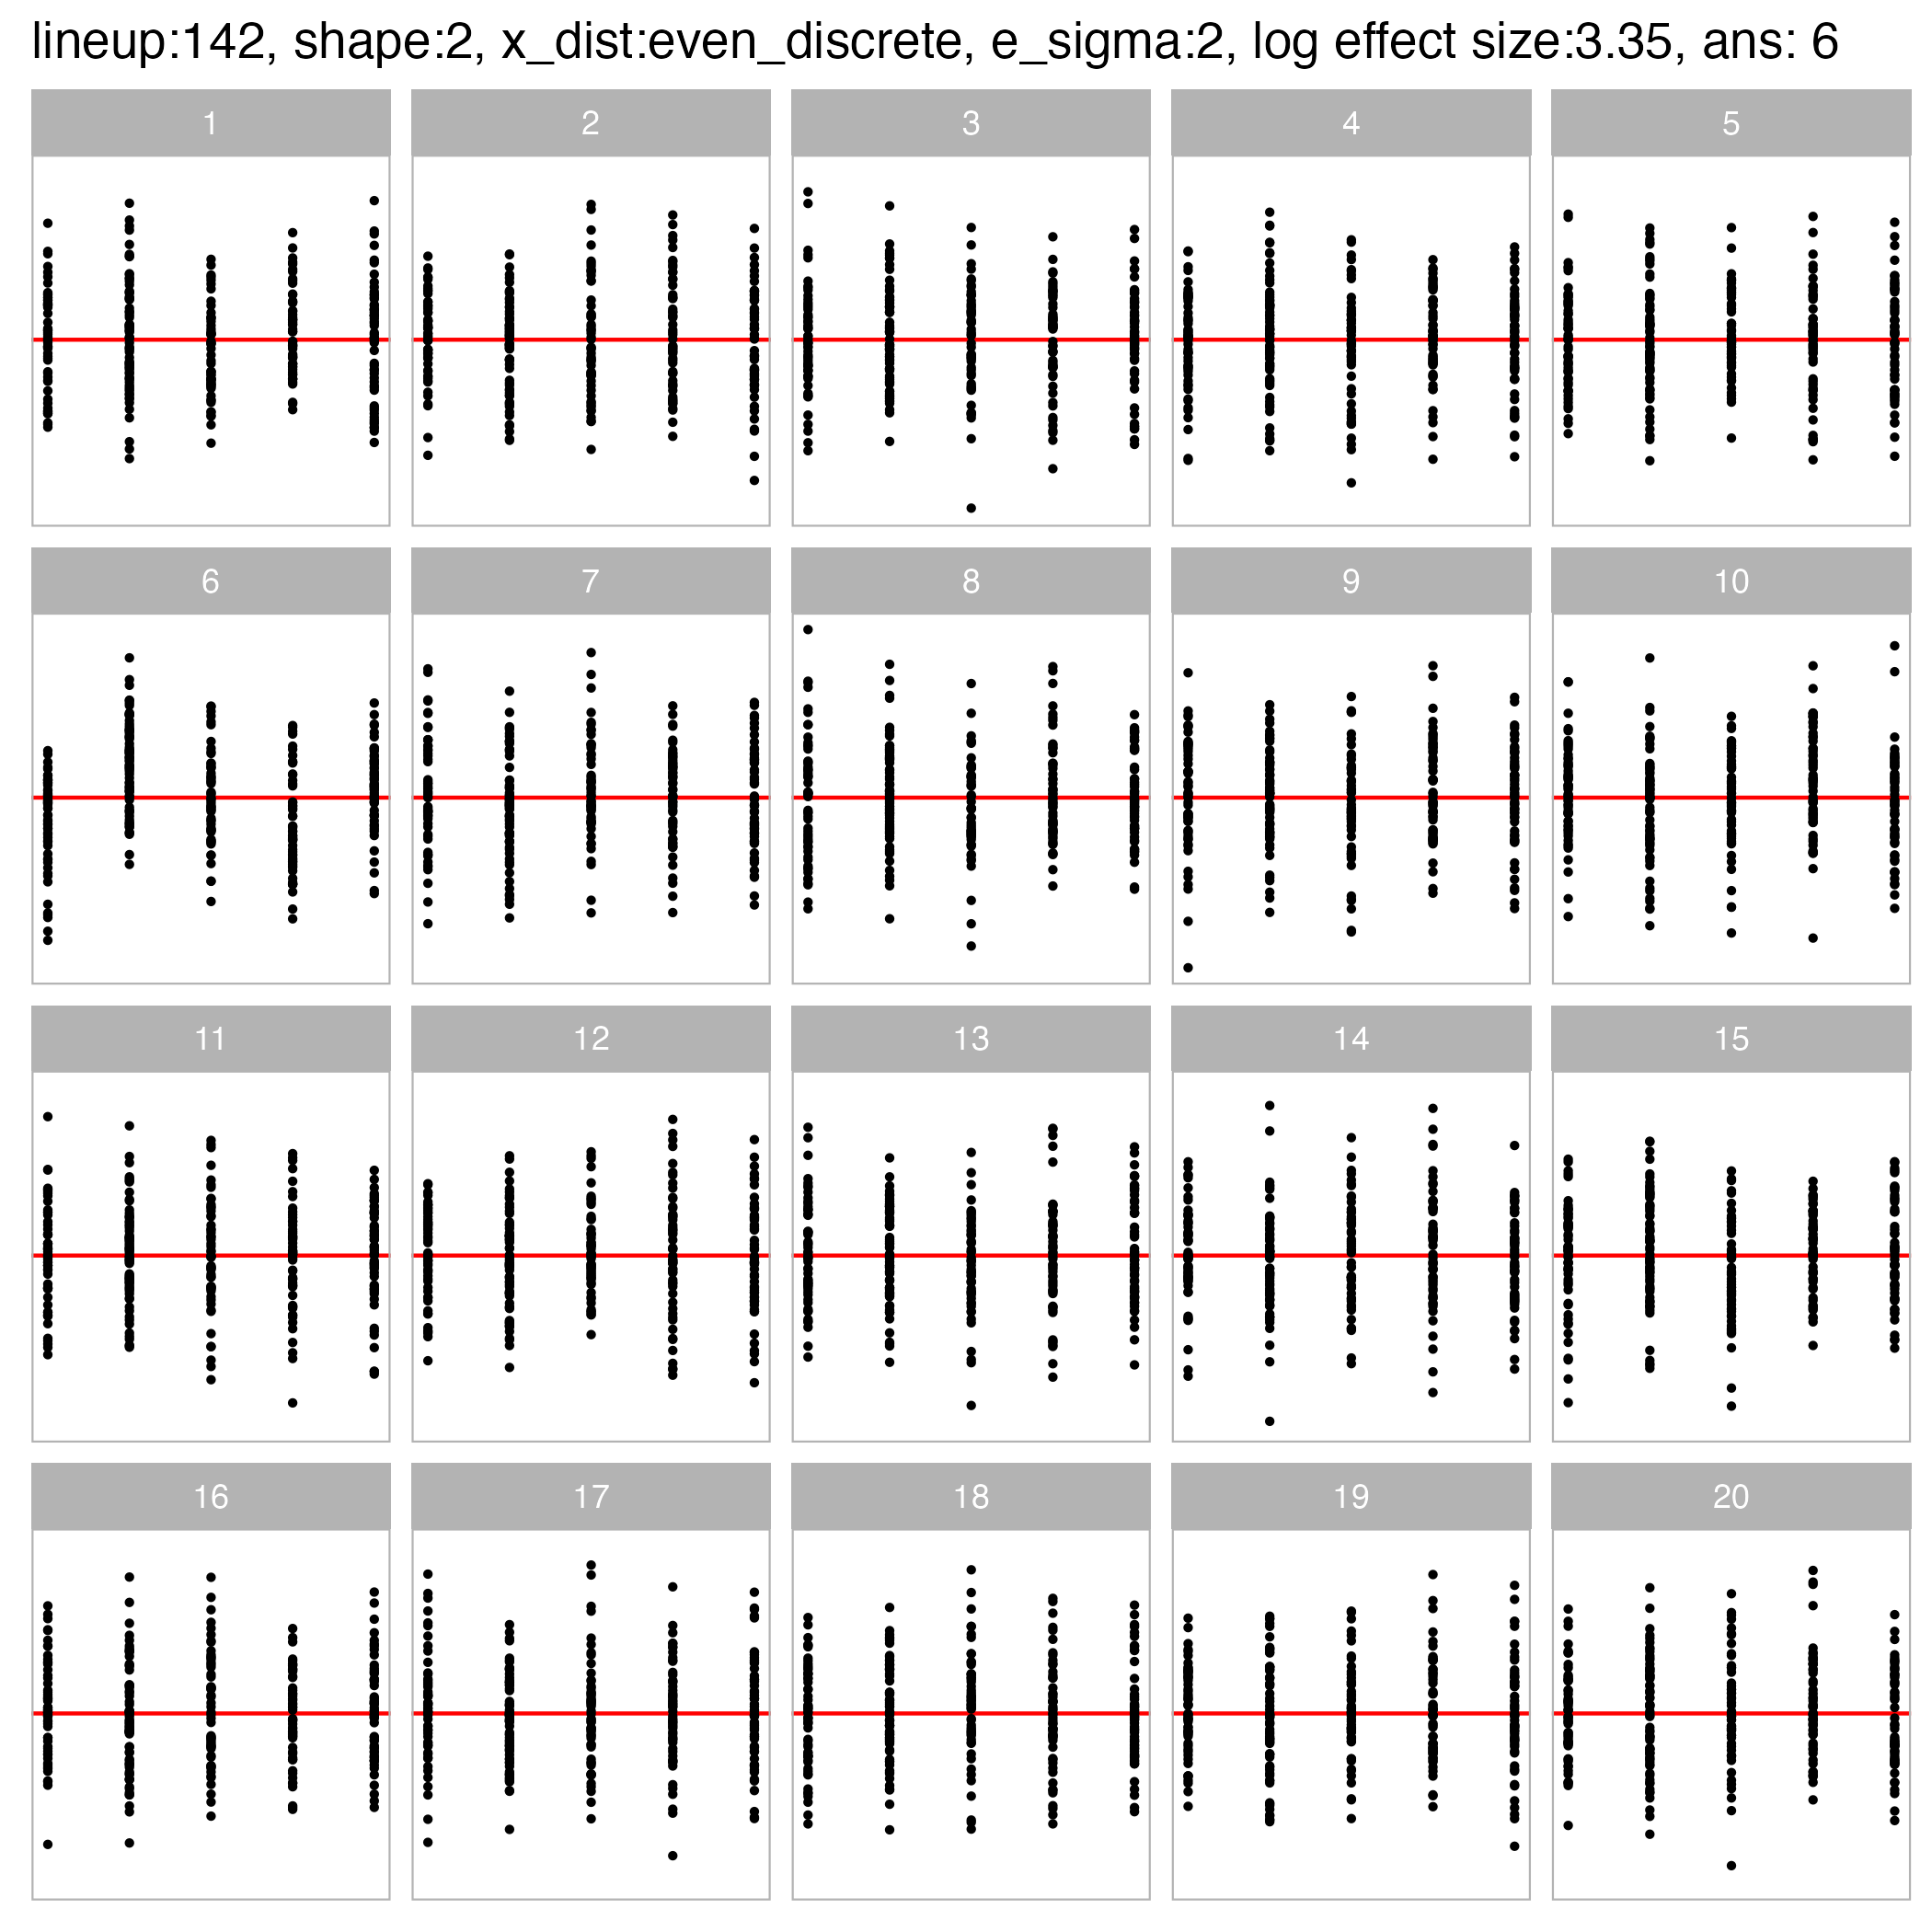 lineup:142, shape:2, x_dist:even_discrete, e_sigma:2, log effect size:3.35, ans: 6
1 2 3 4 5
6 7 8 9 10
11 12 13 14 15
16 17 18 19 20